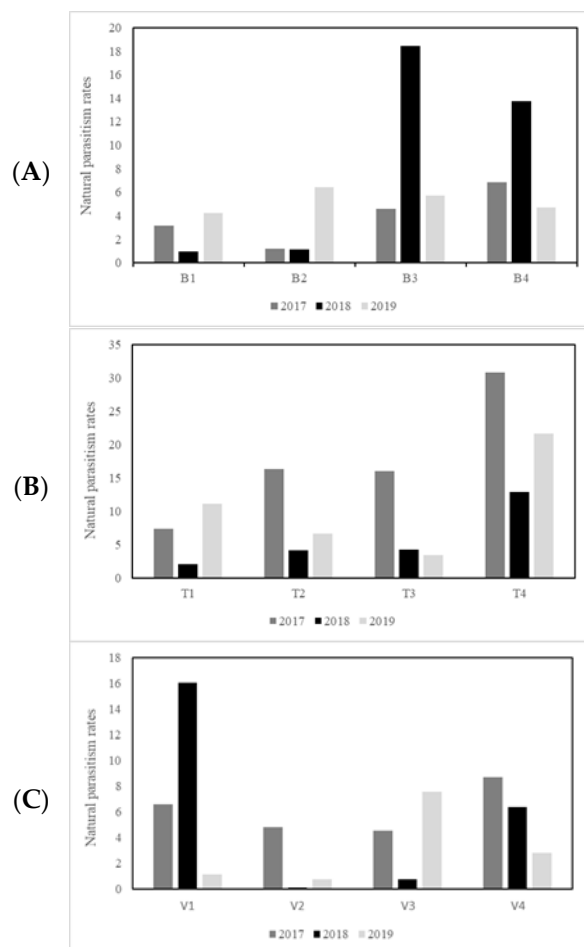 (A)
Natural parasitism rates
20
18
16
14
12
10
8
6
4
2
0
B1 B2 B3 B4
2017 2018 2019
(B)
Natural parasitism rates
35
30
25
20
15
10
5
0
T1 T2 T3 T4
2017 2018 2019
(C)
Natural parasitism rates
18
16
14
12
10
8
6
4
2
0
V1 V2 V3 V4
2017 2018 2019